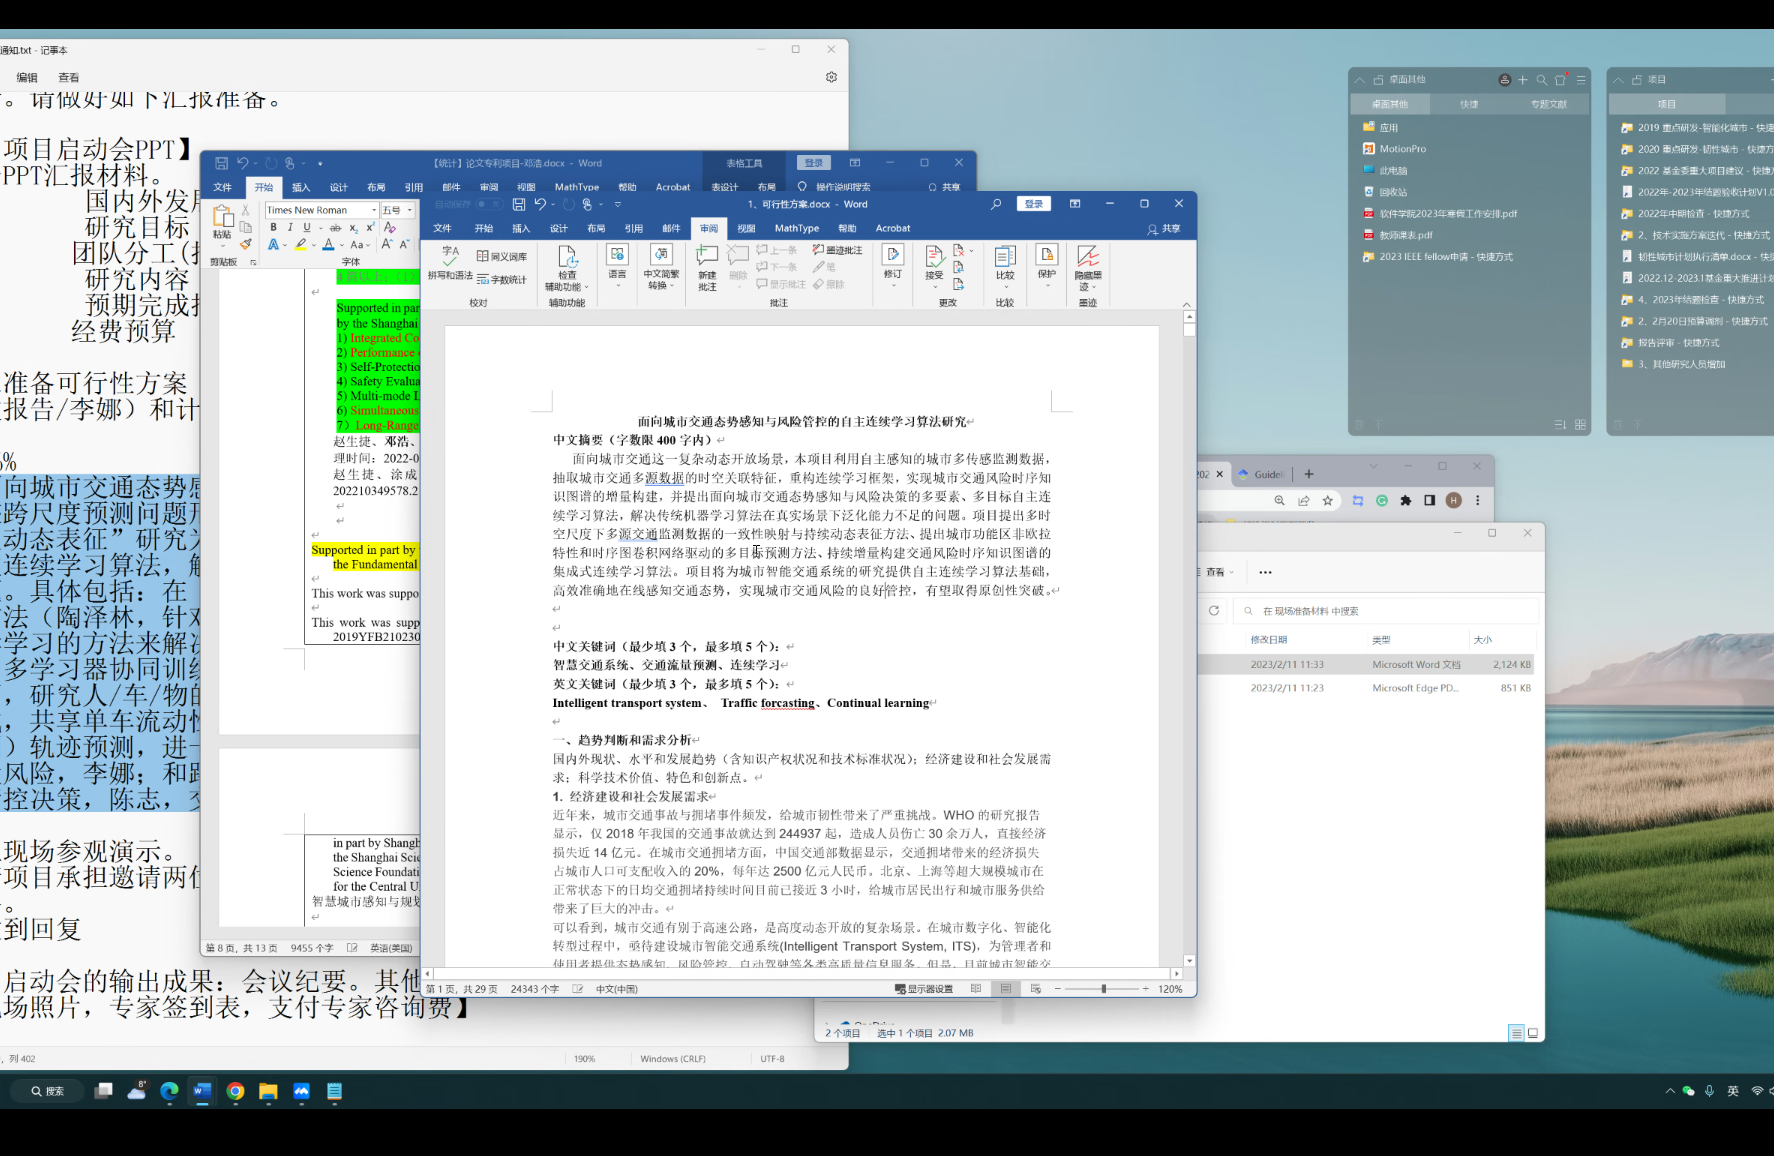 通知.txt - 记事本
编辑 查看
。请做好如下汇报准备。
项目启动会PPT】
PPT汇报材料。
国内外发
研究目标
团队分工
研究内容
预期完成
经费预算
准备可行性方案
报告/李娜）和计
%
向城市交通态势
跨尺度预测问题
动态表征”研究
连续学习算法，
。具体包括：在
法（陶泽林，针对
学习的方法来解决
多学习器协同训练
，研究人/车/物的
，共享单车流动性
）轨迹预测，进一
风险，李娜；和
控决策，陈志，
现场参观演示。
项目承担邀请两位
。
到回复
启动会的输出成果：会议纪要。其他
场照片，专家签到表，支付专家咨询费】
，列 402
190%
Windows (CRLF)
UTF-8
【统计】论文专利项目-邓浩.docx - Word
表格工具
登录
文件 开始 插入 设计 布局 引用 邮件 审阅 视图 MathType 帮助 Acrobat 表设计 布局 操作说明搜索 共享
粘贴
Times New Roman 五号
B I U ab x₂ x²
Aa
剪贴板 字体
Supported in par
by the Shanghai
1) Integrated Co
2) Performance
3) Self-Protectio
4) Safety Evalua
5) Multi-mode L
6) Simultaneous
7）Long-Range
赵生捷、邓浩、
理时间：2022-0
赵生捷、涂成
202210349578.2
Supported in part by
the Fundamental
This work was suppo
This work was supp
2019YFB210230
in part by Shangh
the Shanghai Scie
Science Foundati
for the Central U
智慧城市感知与规划
第 8 页，共 13 页 9455 个字 英语(美国)
自动保存
1、可行性方案.docx - Word
登录
文件 开始 插入 设计 布局 引用 邮件 审阅 视图 MathType 帮助 Acrobat 共享
拼写和语法
同义词库
字数统计
校对
检查
辅助功能
辅助功能
语言
中文简繁
转换
新建
批注
删除
上一条
下一条
显示批注
墨迹批注
笔
擦除
批注
修订
接受
更改
比较
比较
保护
隐藏墨
迹
墨迹
面向城市交通态势感知与风险管控的自主连续学习算法研究
中文摘要（字数限 400 字内）
面向城市交通这一复杂动态开放场景，本项目利用自主感知的城市多传感监测数据，
抽取城市交通多源数据的时空关联特征，重构连续学习框架，实现城市交通风险时序知
识图谱的增量构建，并提出面向城市交通态势感知与风险决策的多要素、多目标自主连
续学习算法，解决传统机器学习算法在真实场景下泛化能力不足的问题。项目提出多时
空尺度下多源交通监测数据的一致性映射与持续动态表征方法、提出城市功能区非欧拉
特性和时序图卷积网络驱动的多目标预测方法、持续增量构建交通风险时序知识图谱的
集成式连续学习算法。项目将为城市智能交通系统的研究提供自主连续学习算法基础，
高效准确地在线感知交通态势，实现城市交通风险的良好管控，有望取得原创性突破。
中文关键词（最少填 3 个，最多填 5 个）：
智慧交通系统、交通流量预测、连续学习
英文关键词（最少填 3 个，最多填 5 个）：
Intelligent transport system、 Traffic forcasting、Continual learning
一、趋势判断和需求分析
国内外现状、水平和发展趋势（含知识产权状况和技术标准状况）；经济建设和社会发展需
求；科学技术价值、特色和创新点。
1. 经济建设和社会发展需求
近年来，城市交通事故与拥堵事件频发，给城市韧性带来了严重挑战。WHO 的研究报告
显示，仅 2018 年我国的交通事故就达到 244937 起，造成人员伤亡 30 余万人，直接经济
损失近 14 亿元。在城市交通拥堵方面，中国交通部数据显示，交通拥堵带来的经济损失
占城市人口可支配收入的 20%，每年达 2500 亿元人民币。北京、上海等超大规模城市在
正常状态下的日均交通拥堵持续时间目前已接近 3 小时，给城市居民出行和城市服务供给
带来了巨大的冲击。
可以看到，城市交通有别于高速公路，是高度动态开放的复杂场景。在城市数字化、智能化
转型过程中，亟待建设城市智能交通系统(Intelligent Transport System, ITS)，为管理者和
使用者提供态势感知、风险管控、自动驾驶等各类高质量信息服务。但是，目前城市智能交
第 1 页，共 29 页 24343 个字 中文(中国) 显示器设置 120%
桌面其他
桌面其他 快捷 专题文献
应用
MotionPro
此电脑
回收站
软件学院2023年寒假工作安排.pdf
教师课表.pdf
2023 IEEE fellow申请 - 快捷方式
项目
项目
2019 重点研发-智能化城市 - 快捷
2020 重点研发-韧性城市 - 快捷方
2022 基金委重大项目建议 - 快捷
2022年-2023年结题验收计划V1.0
2022年中期检查 - 快捷方式
2、技术实施方案迭代 - 快捷方式
韧性城市计划执行清单.docx - 快
2022.12-2023.1基金重大推进计划
4、2023年结题检查 - 快捷方式
2、2月20日预算调剂 - 快捷方式
报告评审 - 快捷方式
3、其他研究人员增加
202
Guideli
H
查看
在 现场准备材料 中搜索
修改日期 类型 大小
2023/2/11 11:33 Microsoft Word 文档 2,124 KB
2023/2/11 11:23 Microsoft Edge PD... 851 KB
OneDrive
2 个项目 选中 1 个项目 2.07 MB
搜索
8°
英